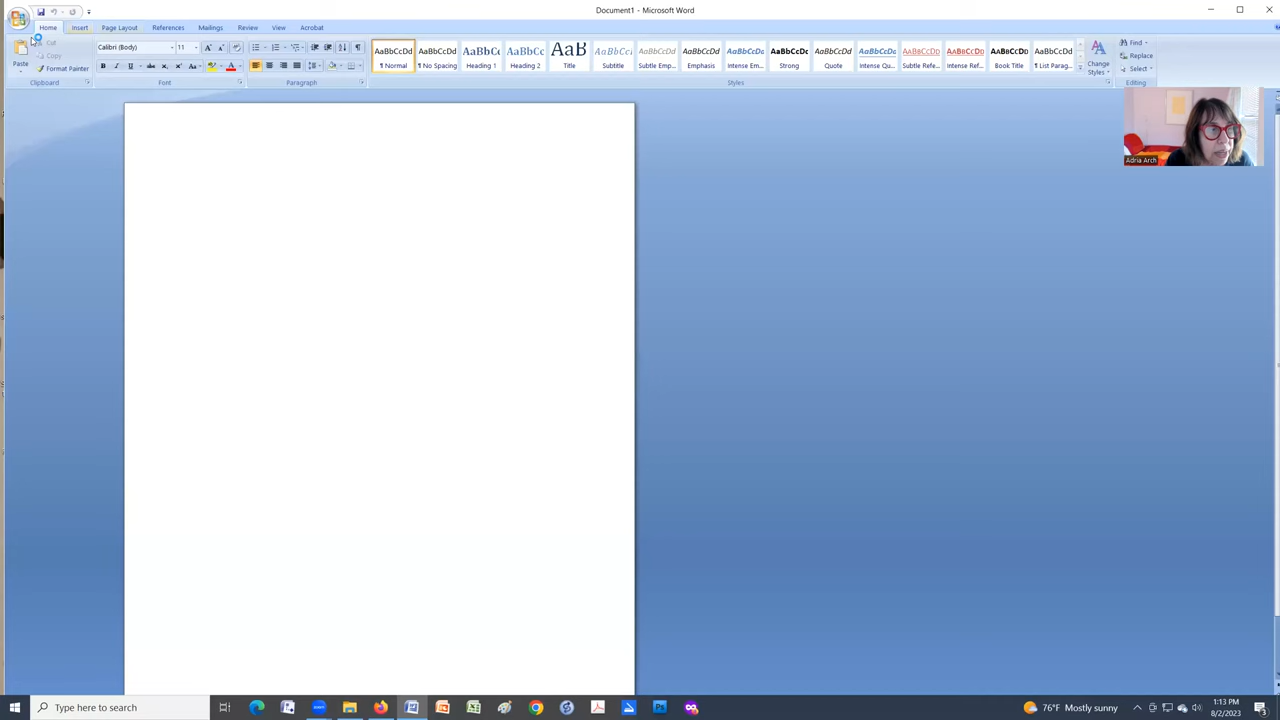 Document1 - Microsoft Word
Home Insert Page Layout References Mailings Review View Acrobat
Paste
Cut
Copy
Format Painter
Clipboard
Calibri (Body) 11
Font
Paragraph
AaBbCcDd AaBbCcDd AaBbCc AaBbCc AaB AaBbCc AaBbCcDd AaBbCcDd AaBbCcDd AaBbCcDc AaBbCcDd AaBbCcDd AaBbCcDd AaBbCcDd AaBbCcDd AaBbCcDd
¶ Normal ¶ No Spacing Heading 1 Heading 2 Title Subtitle Subtle Emp... Emphasis Intense Em... Strong Quote Intense Qu... Subtle Refe... Intense Ref... Book Title ¶ List Parag...
Styles
Change Styles
Find
Replace
Select
Editing
Adria Arch
Type here to search
76°F Mostly sunny
1:13 PM
8/2/2023